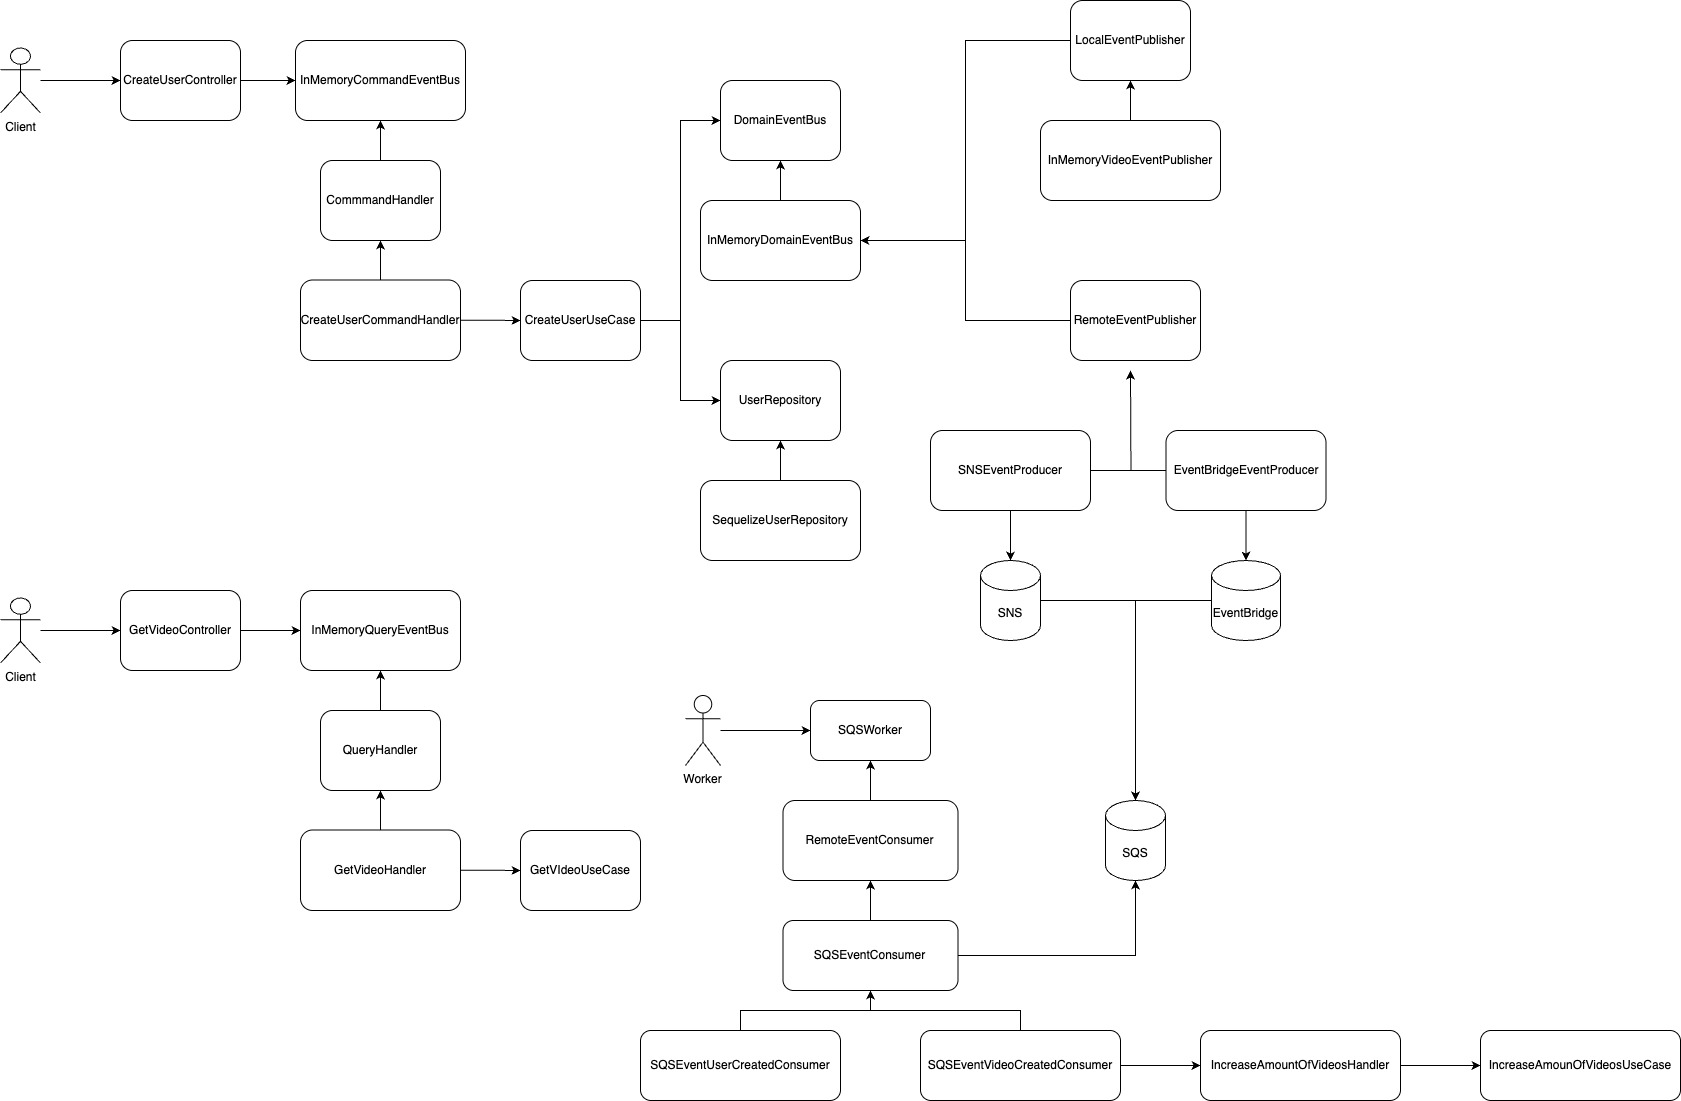 Client
CreateUserController
InMemoryCommandEventBus
CommmandHandler
CreateUserCommandHandler
CreateUserUseCase
DomainEventBus
InMemoryDomainEventBus
UserRepository
SequelizeUserRepository
LocalEventPublisher
InMemoryVideoEventPublisher
RemoteEventPublisher
SNSEventProducer
EventBridgeEventProducer
SNS
EventBridge
Client
GetVideoController
InMemoryQueryEventBus
QueryHandler
GetVideoHandler
GetVIdeoUseCase
Worker
SQSWorker
RemoteEventConsumer
SQS
SQSEventConsumer
SQSEventUserCreatedConsumer
SQSEventVideoCreatedConsumer
IncreaseAmountOfVideosHandler
IncreaseAmounOfVideosUseCase